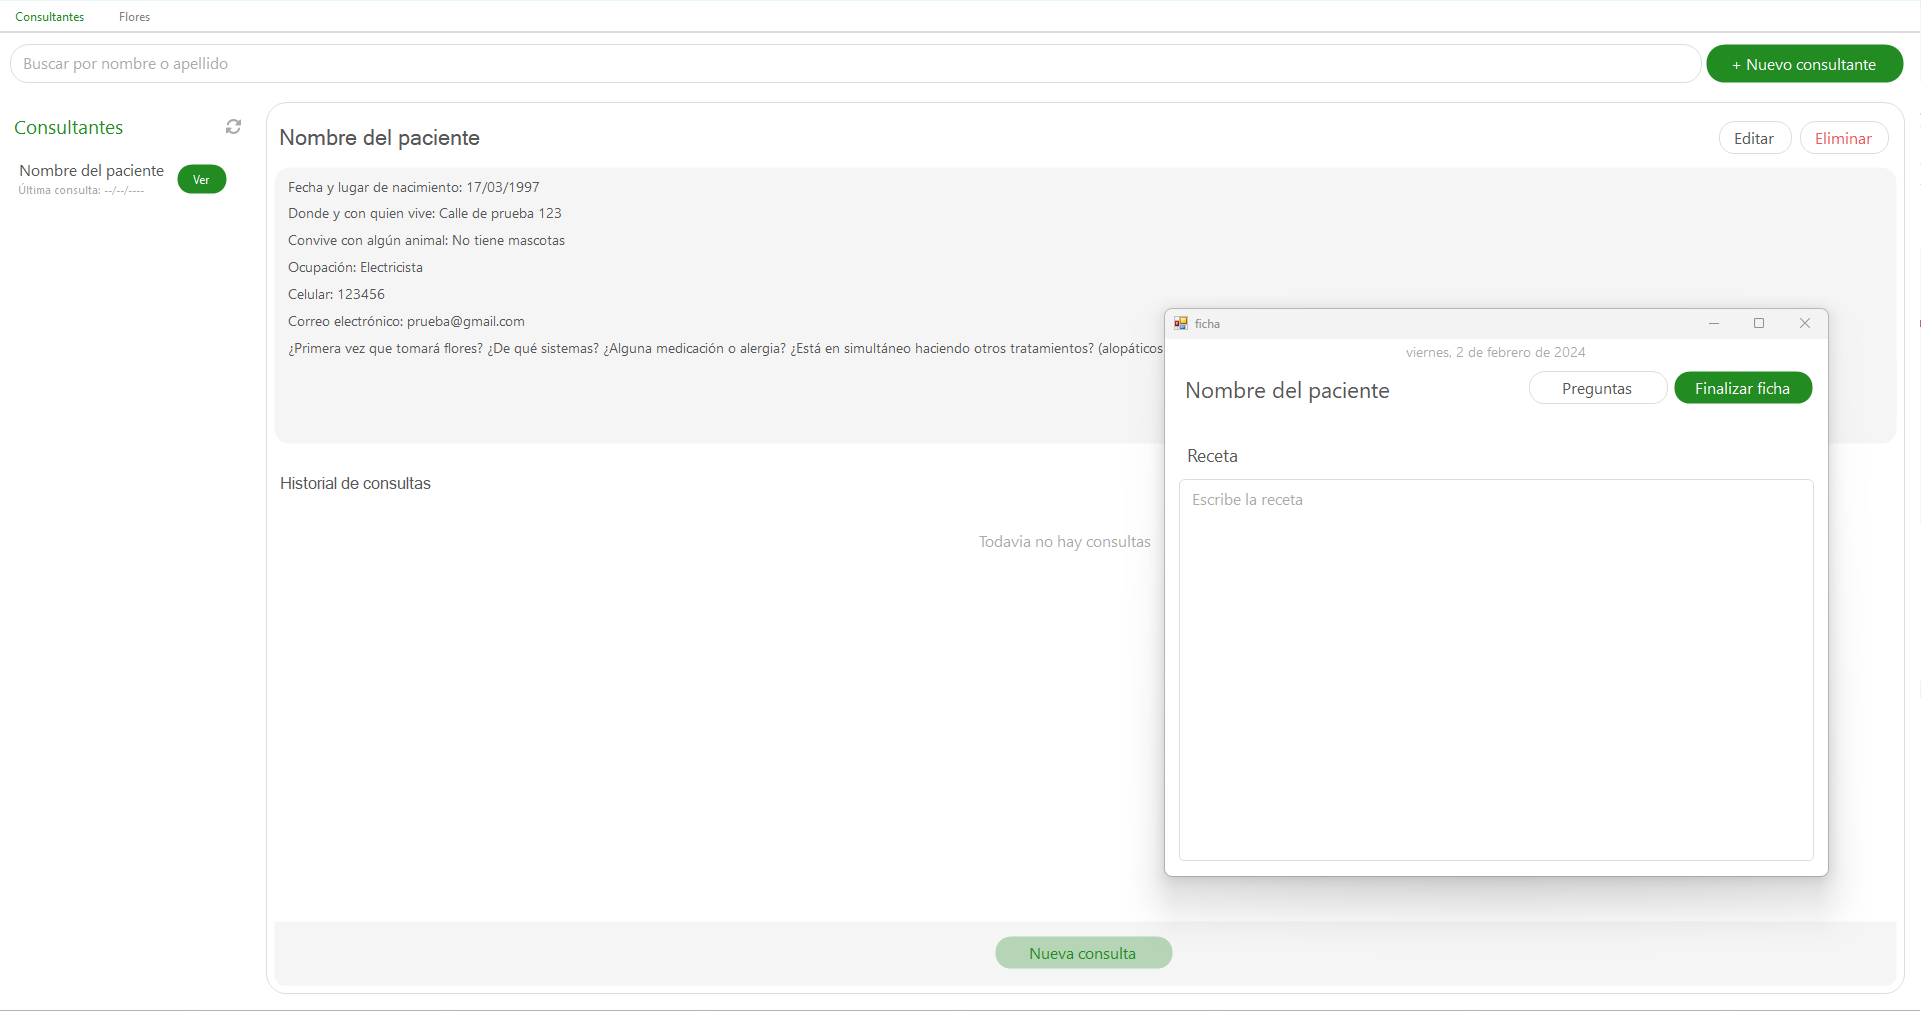 Consultantes Flores
Buscar por nombre o apellido
+ Nuevo consultante
Consultantes
Nombre del paciente
Última consulta: --/--/----
Ver
Nombre del paciente
Editar
Eliminar
Fecha y lugar de nacimiento: 17/03/1997
Donde y con quien vive: Calle de prueba 123
Convive con algún animal: No tiene mascotas
Ocupación: Electricista
Celular: 123456
Correo electrónico: prueba@gmail.com
¿Primera vez que tomará flores? ¿De qué sistemas? ¿Alguna medicación o alergia? ¿Está en simultáneo haciendo otros tratamientos? (alopáticos
Historial de consultas
Todavia no hay consultas
Nueva consulta
ficha
viernes, 2 de febrero de 2024
Nombre del paciente
Preguntas
Finalizar ficha
Receta
Escribe la receta